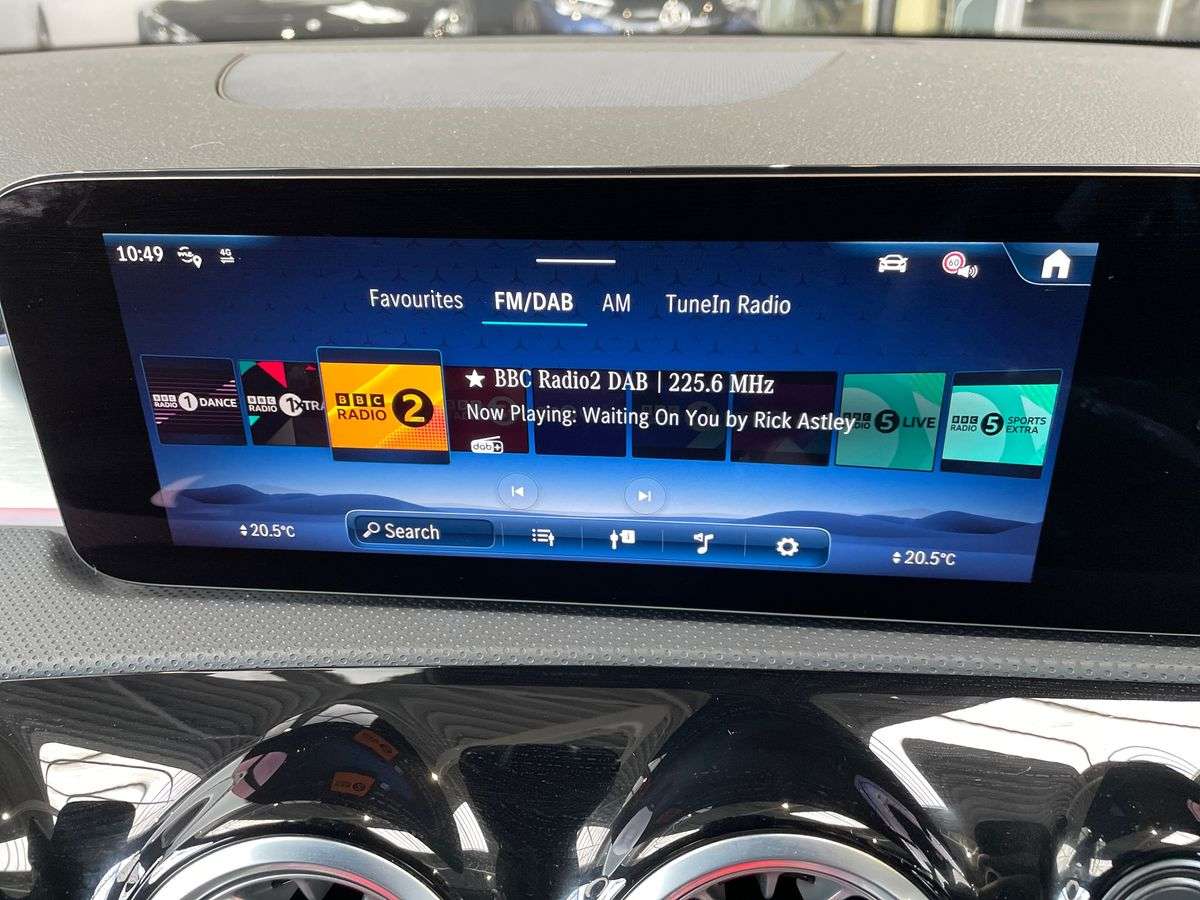 10:49
4G
60
Favourites FM/DAB AM TuneIn Radio
BBC RADIO 1 DANCE
BBC RADIO 1XTRA
BBC RADIO 2
★ BBC Radio2 DAB | 225.6 MHz
Now Playing: Waiting On You by Rick Astley
dab+
BBC RADIO 5 LIVE
BBC RADIO 5 SPORTS EXTRA
20.5°C
Search
20.5°C